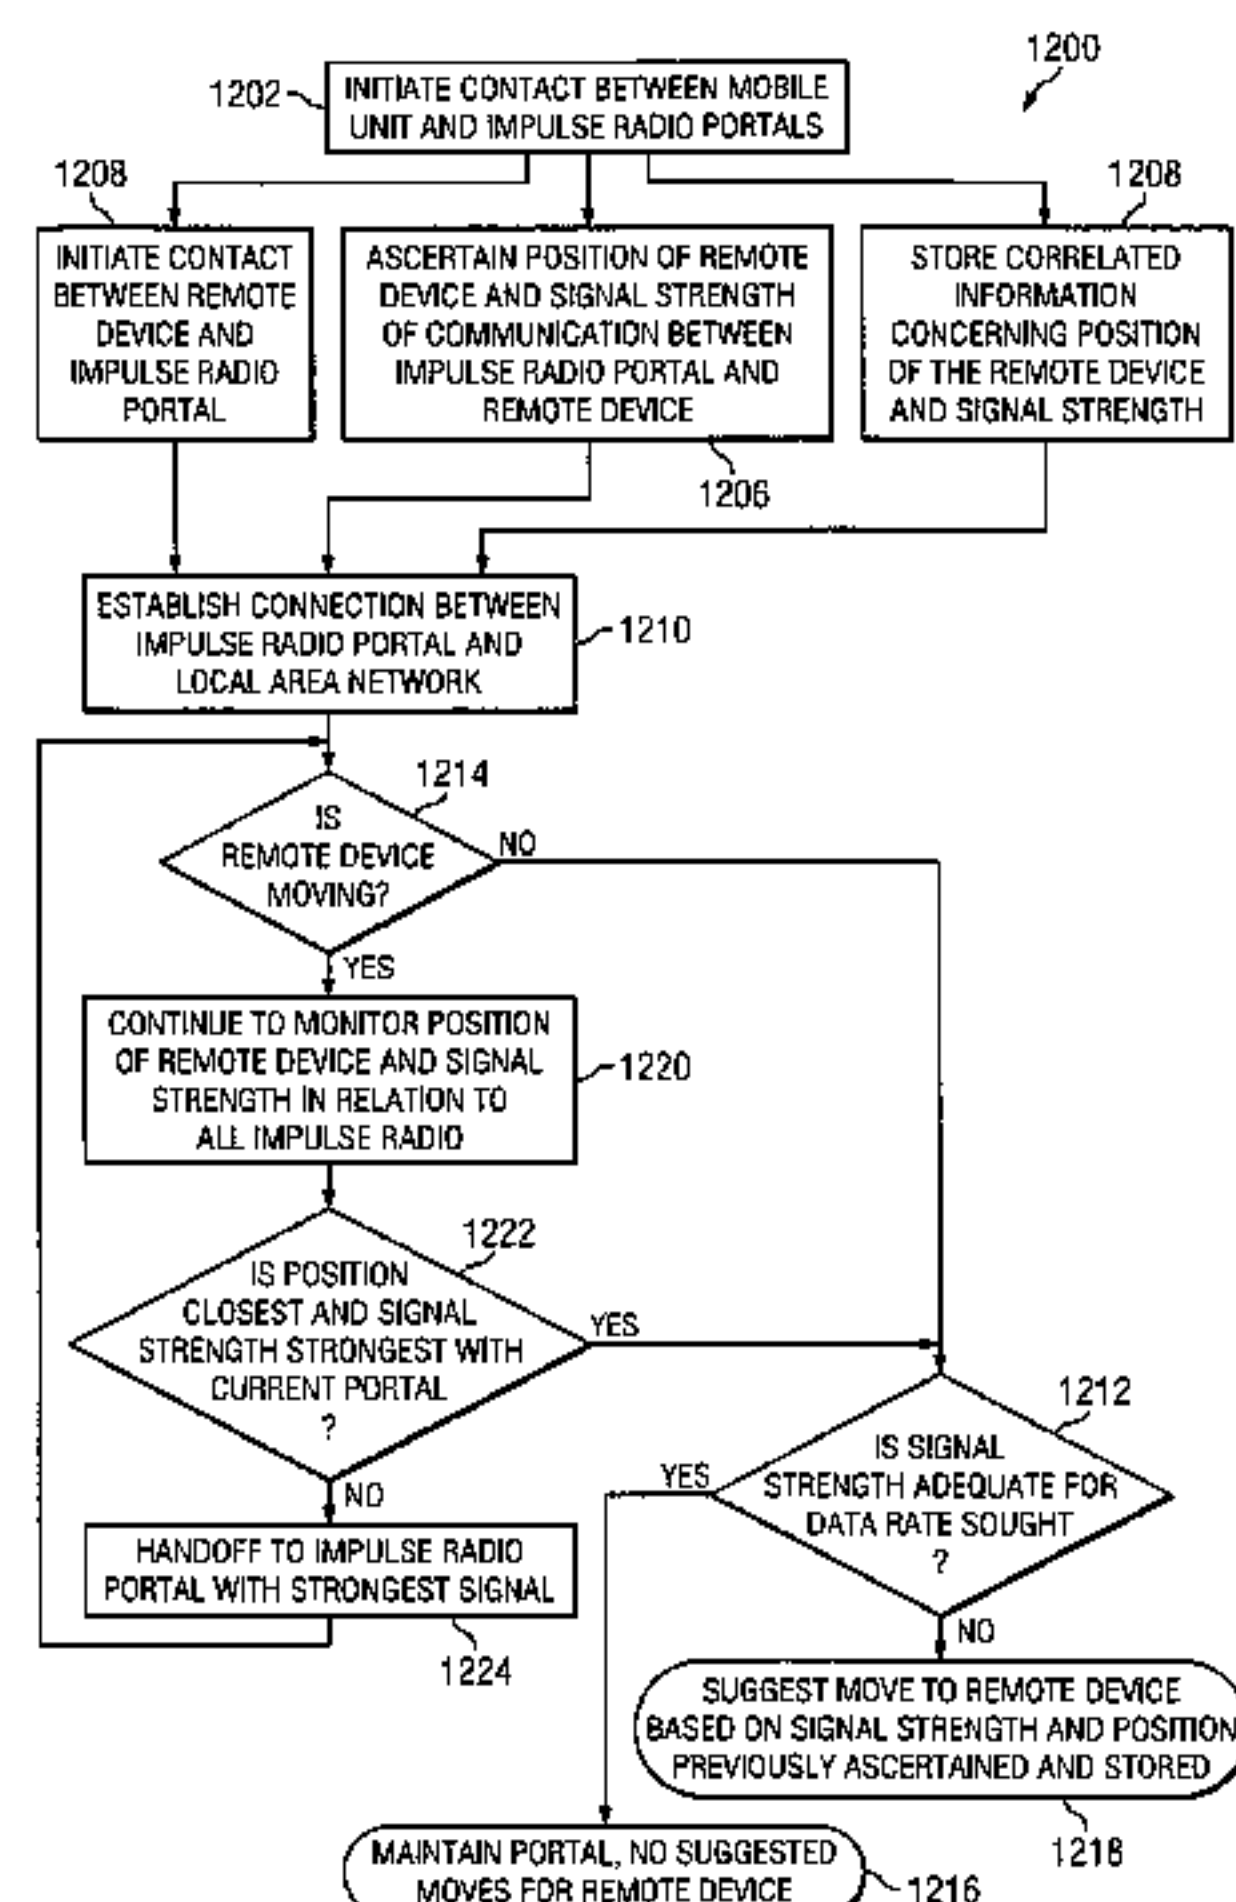 1200
1202
INITIATE CONTACT BETWEEN MOBILE
UNIT AND IMPULSE RADIO PORTALS
1208
INITIATE CONTACT
BETWEEN REMOTE
DEVICE AND
IMPULSE RADIO
PORTAL
ASCERTAIN POSITION OF REMOTE
DEVICE AND SIGNAL STRENGTH
OF COMMUNICATION BETWEEN
IMPULSE RADIO PORTAL AND
REMOTE DEVICE
1206
1208
STORE CORRELATED
INFORMATION
CONCERNING POSITION
OF THE REMOTE DEVICE
AND SIGNAL STRENGTH
ESTABLISH CONNECTION BETWEEN
IMPULSE RADIO PORTAL AND
LOCAL AREA NETWORK
1210
1214
IS
REMOTE DEVICE
MOVING?
NO
YES
CONTINUE TO MONITOR POSITION
OF REMOTE DEVICE AND SIGNAL
STRENGTH IN RELATION TO
ALL IMPULSE RADIO
1220
1222
IS POSITION
CLOSEST AND SIGNAL
STRENGTH STRONGEST WITH
CURRENT PORTAL
?
YES
NO
HANDOFF TO IMPULSE RADIO
PORTAL WITH STRONGEST SIGNAL
1224
1212
IS SIGNAL
STRENGTH ADEQUATE FOR
DATA RATE SOUGHT
?
YES
NO
SUGGEST MOVE TO REMOTE DEVICE
BASED ON SIGNAL STRENGTH AND POSITION
PREVIOUSLY ASCERTAINED AND STORED
1218
MAINTAIN PORTAL, NO SUGGESTED
MOVES FOR REMOTE DEVICE
1216